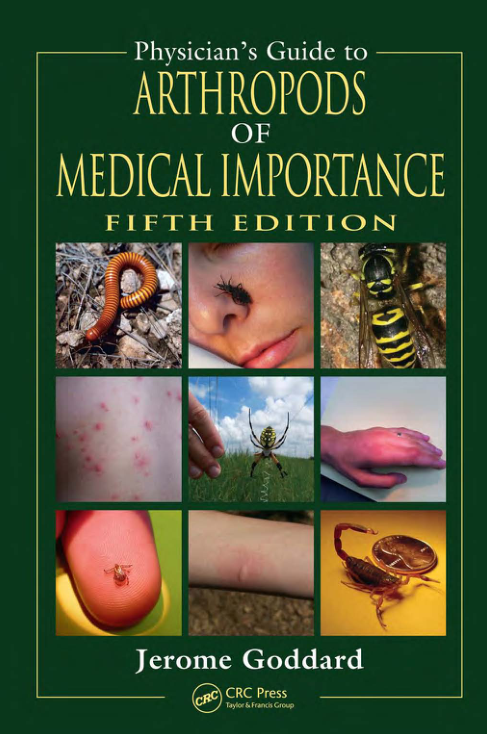 Physician's Guide to
ARTHROPODS
OF
MEDICAL IMPORTANCE
FIFTH EDITION
Jerome Goddard
CRC
CRC Press
Taylor & Francis Group